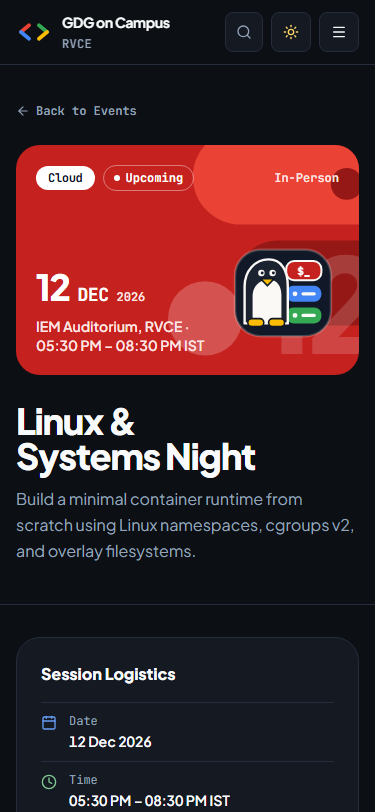 GDG on Campus
RVCE
← Back to Events
Cloud
Upcoming
In-Person
12
12 DEC 2026
$_
IEM Auditorium, RVCE ·
05:30 PM – 08:30 PM IST
Linux &
Systems Night
Build a minimal container runtime from
scratch using Linux namespaces, cgroups v2,
and overlay filesystems.
Session Logistics
Date
12 Dec 2026
Time
05:30 PM – 08:30 PM IST